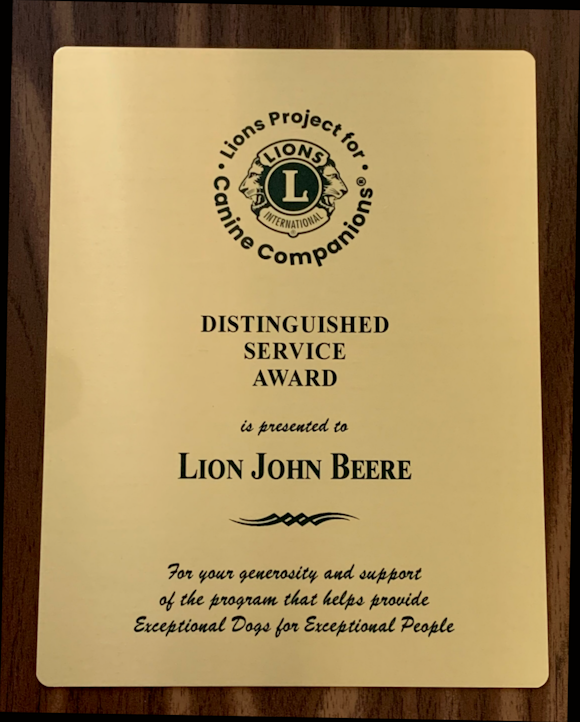 • Lions Project for •
Canine Companions®
LIONS
L
INTERNATIONAL
®
DISTINGUISHED
SERVICE
AWARD
is presented to
LION JOHN BEERE
For your generosity and support
of the program that helps provide
Exceptional Dogs for Exceptional People